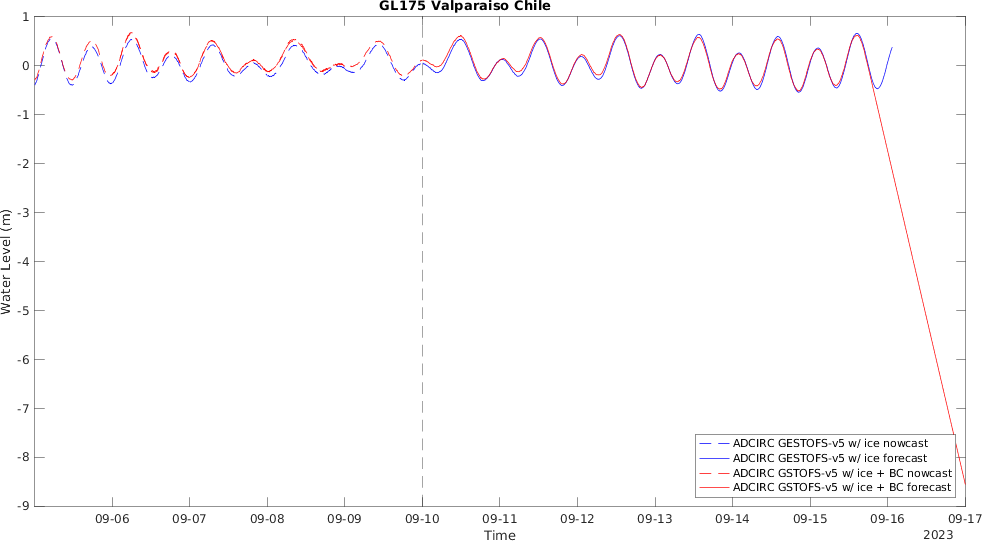 GL175 Valparaiso Chile
1
0
-1
-2
-3
-4
-5
-6
-7
-8
-9
Water Level (m)
ADCIRC GESTOFS-v5 w/ ice nowcast
ADCIRC GESTOFS-v5 w/ ice forecast
ADCIRC GSTOFS-v5 w/ ice + BC nowcast
ADCIRC GSTOFS-v5 w/ ice + BC forecast
09-06 09-07 09-08 09-09 09-10 09-11 09-12 09-13 09-14 09-15 09-16 09-17
Time
2023